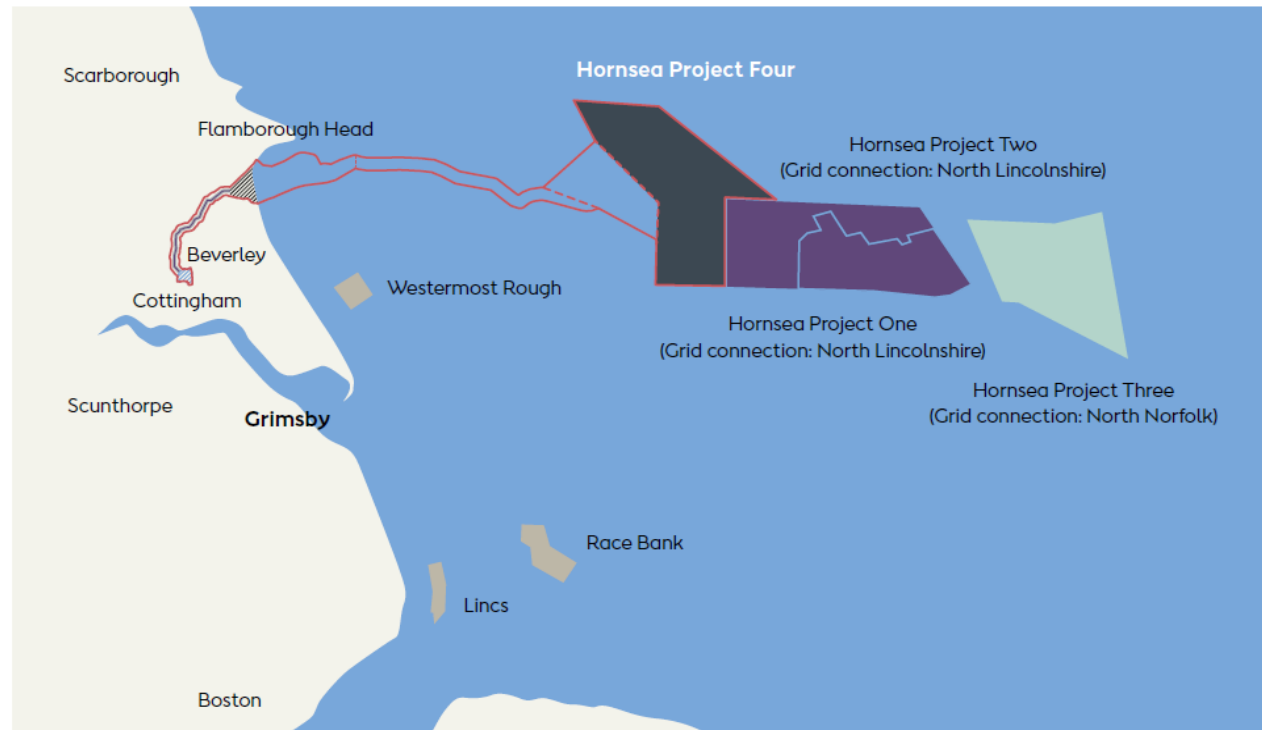 Scarborough
Hornsea Project Four
Flamborough Head
Hornsea Project Two
(Grid connection: North Lincolnshire)
Beverley
Westermost Rough
Cottingham
Hornsea Project One
(Grid connection: North Lincolnshire)
Hornsea Project Three
(Grid connection: North Norfolk)
Scunthorpe
Grimsby
Race Bank
Lincs
Boston